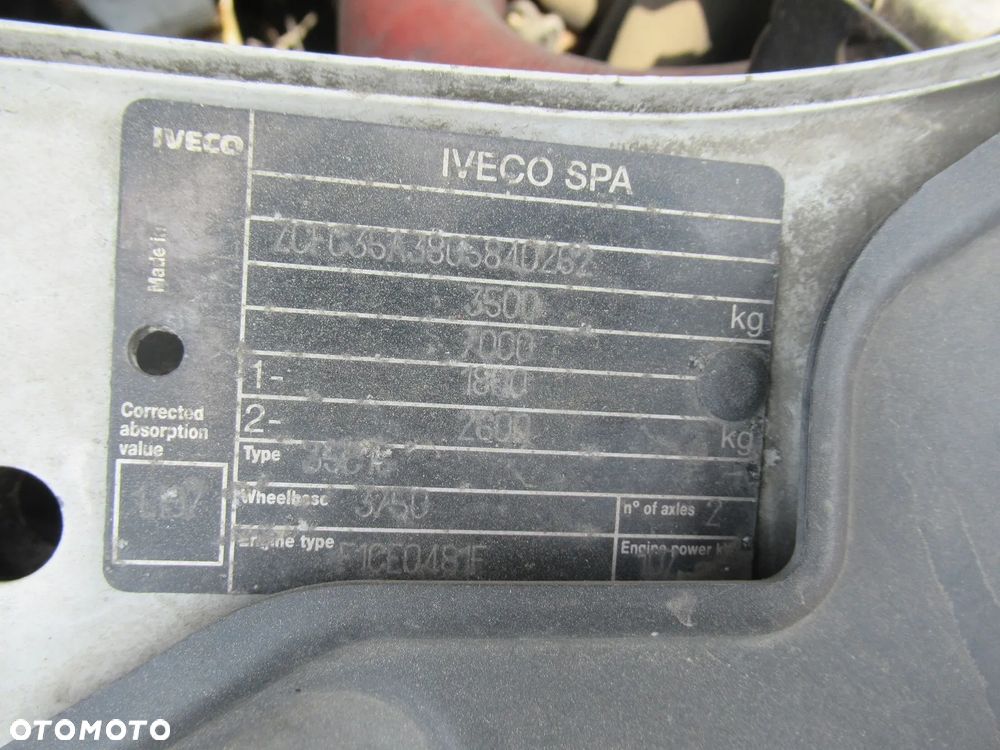 IVECO
IVECO SPA
Made in
ZCFC35A3805840262
3500 kg
7000
1- 1800
2- 2600 kg
Corrected absorption value
Type
Wheelbase 3750
n° of axles 2
Engine type F1CE0481F
Engine power 107
OTOMOTO